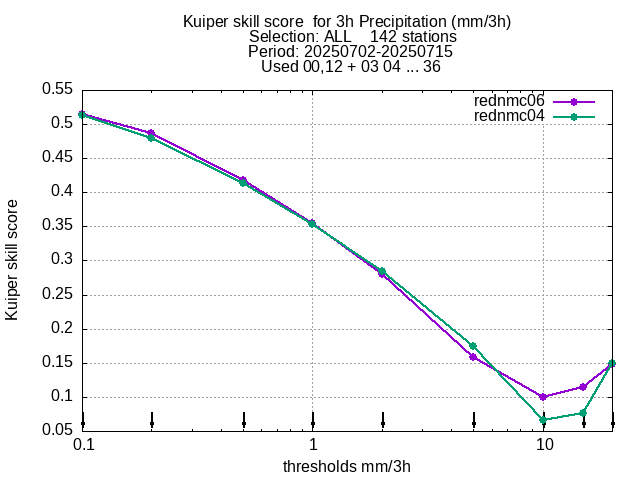 Kuiper skill score  for 3h Precipitation (mm/3h)
Selection: ALL    142 stations
Period: 20250702-20250715
Used 00,12 + 03 04 ... 36
rednmc06
rednmc04
0.55
0.5
0.45
0.4
0.35
0.3
0.25
0.2
0.15
0.1
0.05
Kuiper skill score
0.1
1
10
thresholds mm/3h